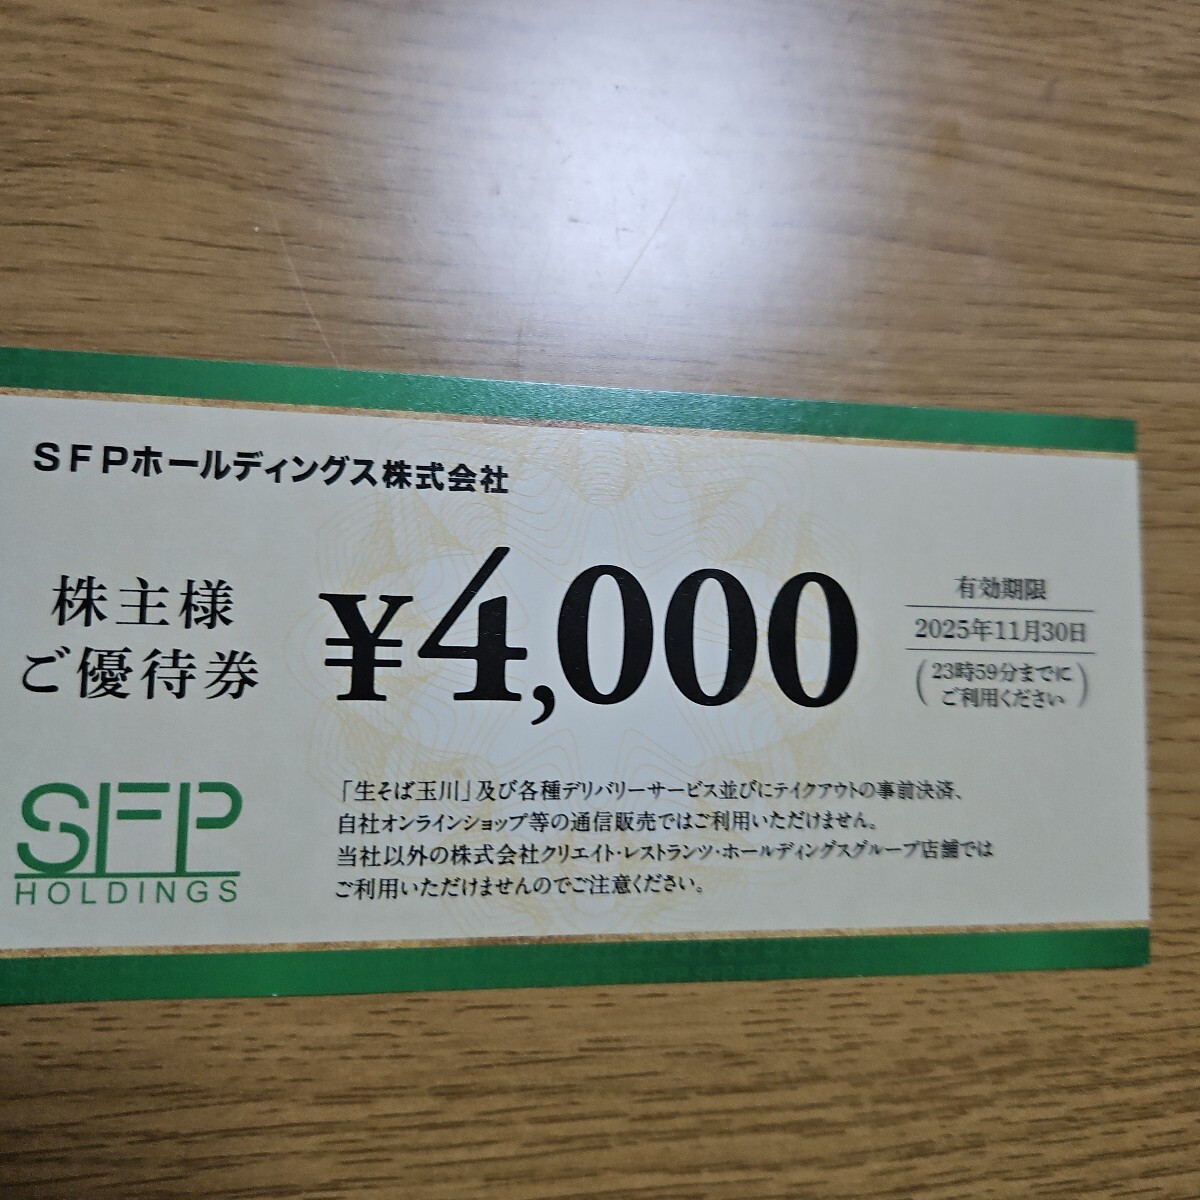 SFPホールディングス株式会社
株主様
ご優待券
¥4,000
有効期限
2025年11月30日
(23時59分までに
ご利用ください)
「生そば玉川」及び各種デリバリーサービス並びにテイクアウトの事前決済、
自社オンラインショップ等の通信販売ではご利用いただけません。
当社以外の株式会社クリエイト・レストランツ・ホールディングスグループ店舗では
ご利用いただけませんのでご注意ください。
SFP
HOLDINGS